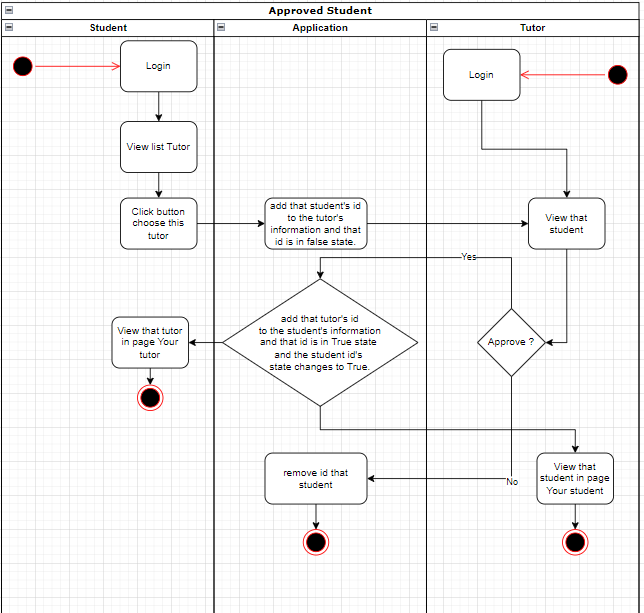 Approved Student
Student
Application
Tutor
Login
Login
View list Tutor
Click button
choose this
tutor
add that student's id
to the tutor's
information and that
id is in false state.
View that
student
Yes
add that tutor's id
to the student's information
and that id is in True state
and the student id's
state changes to True.
View that tutor
in page Your
tutor
Approve ?
remove id that
student
No
View that
student in page
Your student